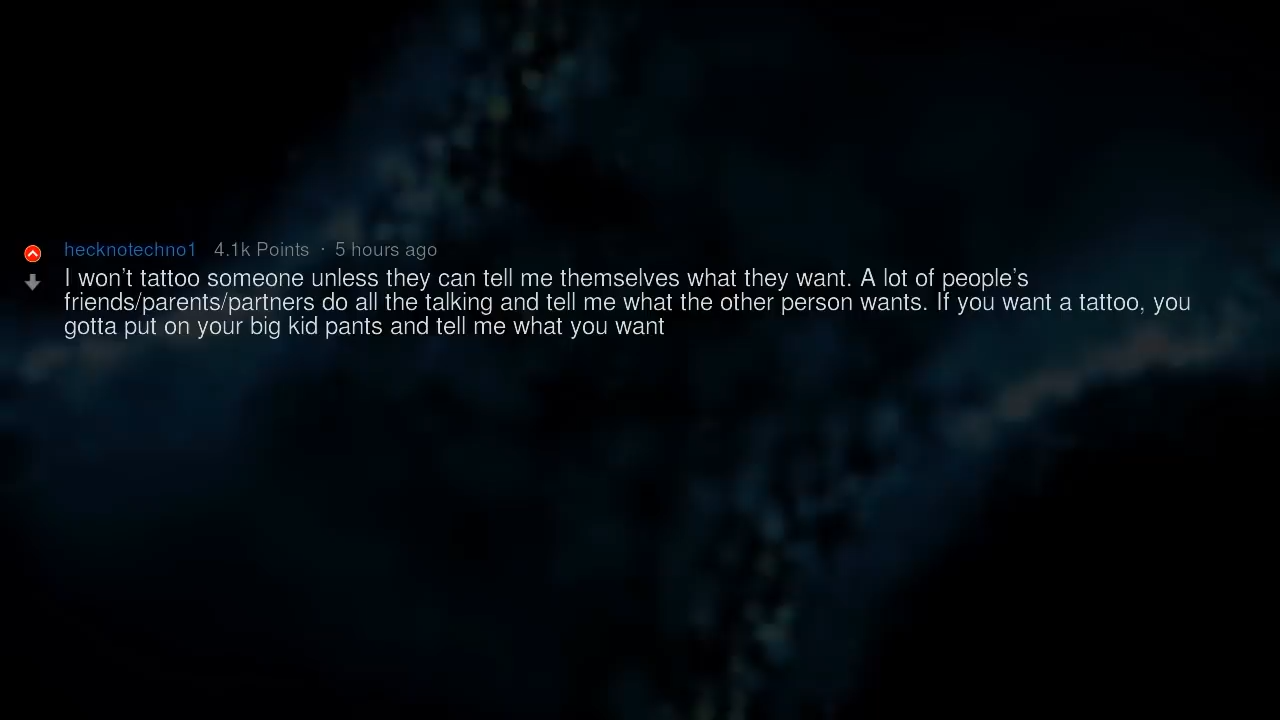 hecknotechno1 4.1k Points · 5 hours ago
I won’t tattoo someone unless they can tell me themselves what they want. A lot of people’s
friends/parents/partners do all the talking and tell me what the other person wants. If you want a tattoo, you
gotta put on your big kid pants and tell me what you want